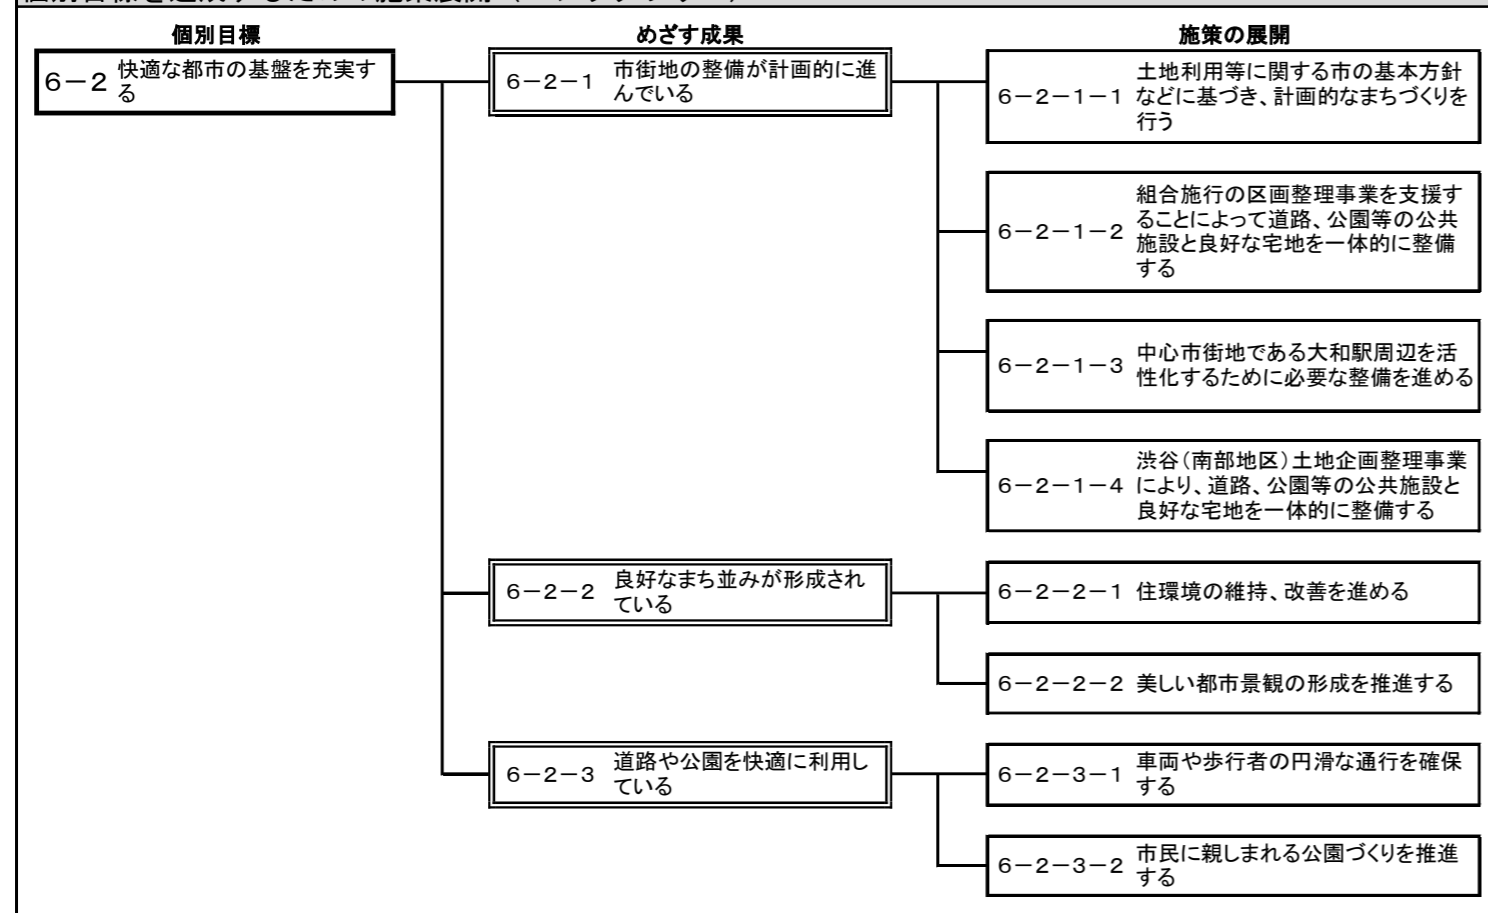 個別目標
めざす成果
施策の展開
6－2 快適な都市の基盤を充実す
る
6－2－1 市街地の整備が計画的に進
んでいる
6－2－1－1 土地利用等に関する市の基本方針
などに基づき、計画的なまちづくりを
行う
6－2－1－2 組合施行の区画整理事業を支援す
ることによって道路、公園等の公共
施設と良好な宅地を一体的に整備
する
6－2－1－3 中心市街地である大和駅周辺を活
性化するために必要な整備を進める
6－2－1－4 渋谷（南部地区）土地企画整理事業
により、道路、公園等の公共施設と
良好な宅地を一体的に整備する
6－2－2 良好なまち並みが形成され
ている
6－2－2－1 住環境の維持、改善を進める
6－2－2－2 美しい都市景観の形成を推進する
6－2－3 道路や公園を快適に利用し
ている
6－2－3－1 車両や歩行者の円滑な通行を確保
する
6－2－3－2 市民に親しまれる公園づくりを推進
する